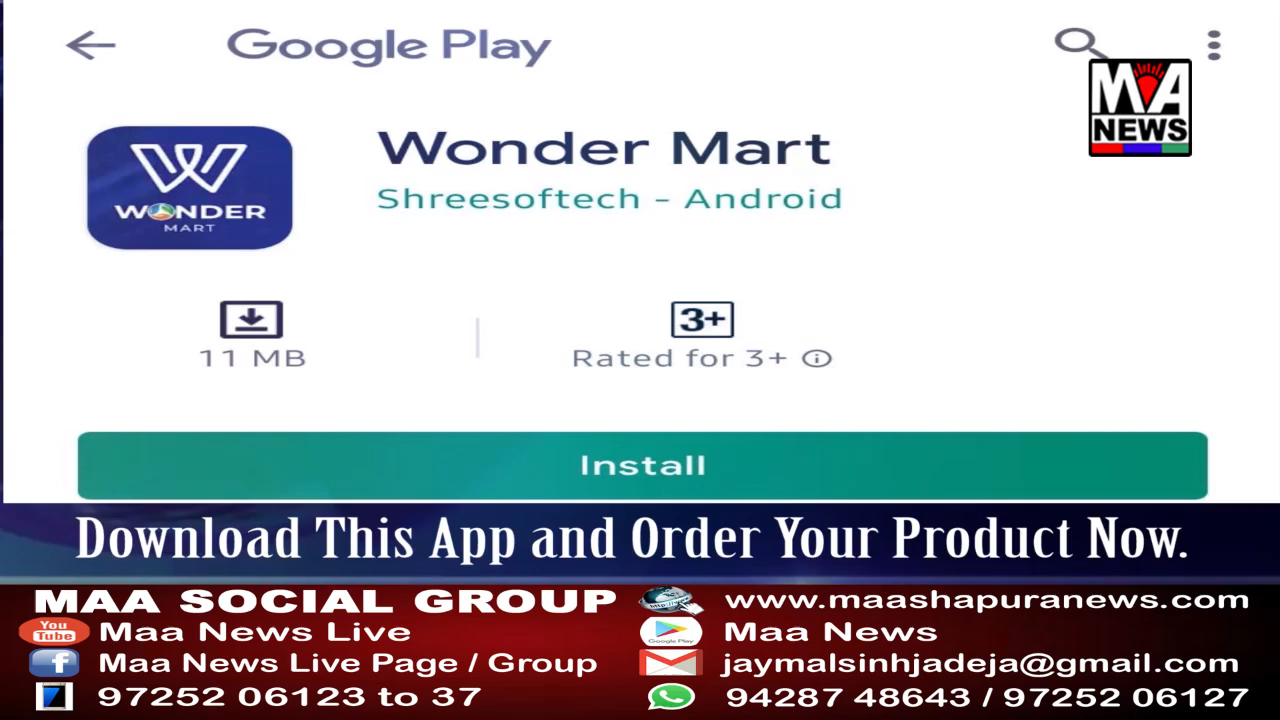 Google Play
MAA
NEWS
Wonder Mart
Shreesoftech - Android
WONDER
MART
3+
11 MB
Rated for 3+
Install
Download This App and Order Your Product Now.
MAA SOCIAL GROUP
www.maashapuranews.com
You
Tube
Maa News Live
Google Play
Maa News
Maa News Live Page / Group
jaymalsinhjadeja@gmail.com
97252 06123 to 37
94287 48643 / 97252 06127